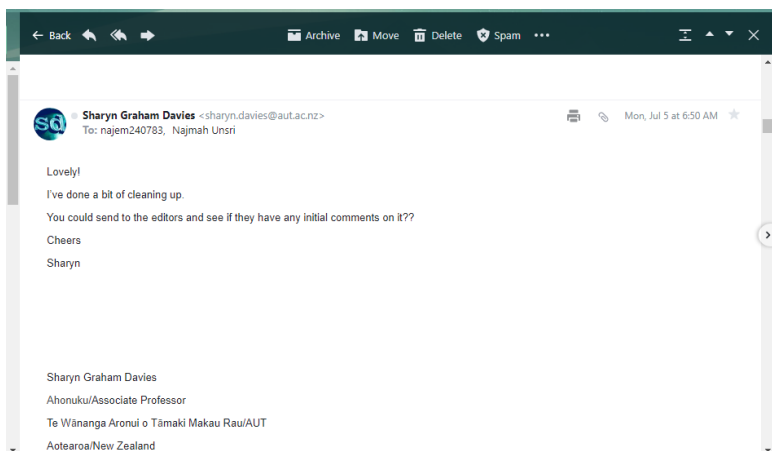 Back
Archive Move Delete Spam
sd
Sharyn Graham Davies <sharyn.davies@aut.ac.nz>
Mon, Jul 5 at 6:50 AM
To: najem240783, Najmah Unsri
Lovely!
I've done a bit of cleaning up.
You could send to the editors and see if they have any initial comments on it??
Cheers
Sharyn
Sharyn Graham Davies
Ahonuku/Associate Professor
Te Wānanga Aronui o Tāmaki Makau Rau/AUT
Aotearoa/New Zealand